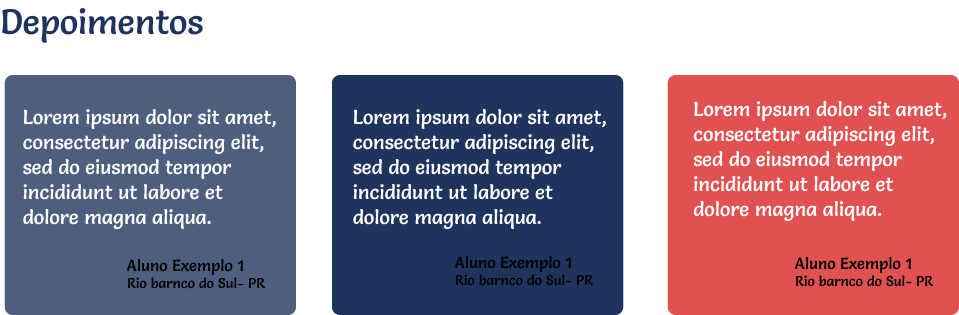 Depoimentos
Lorem ipsum dolor sit amet,
consectetur adipiscing elit,
sed do eiusmod tempor
incididunt ut labore et
dolore magna aliqua.
Aluno Exemplo 1
Rio barnco do Sul- PR
Lorem ipsum dolor sit amet,
consectetur adipiscing elit,
sed do eiusmod tempor
incididunt ut labore et
dolore magna aliqua.
Aluno Exemplo 1
Rio barnco do Sul- PR
Lorem ipsum dolor sit amet,
consectetur adipiscing elit,
sed do eiusmod tempor
incididunt ut labore et
dolore magna aliqua.
Aluno Exemplo 1
Rio barnco do Sul- PR